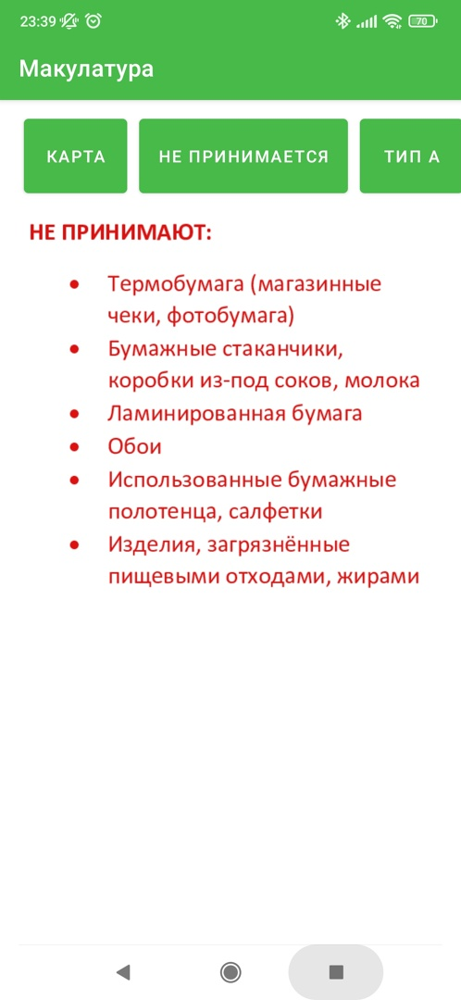 23:39
70
Макулатура
КАРТА
НЕ ПРИНИМАЕТСЯ
ТИП А
НЕ ПРИНИМАЮТ:
• Термобумага (магазинные
чеки, фотобумага)
• Бумажные стаканчики,
коробки из-под соков, молока
• Ламинированная бумага
• Обои
• Использованные бумажные
полотенца, салфетки
• Изделия, загрязнённые
пищевыми отходами, жирами